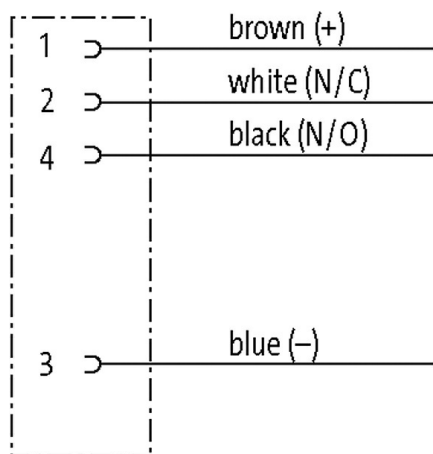 1 brown (+)
2 white (N/C)
4 black (N/O)
3 blue (–)